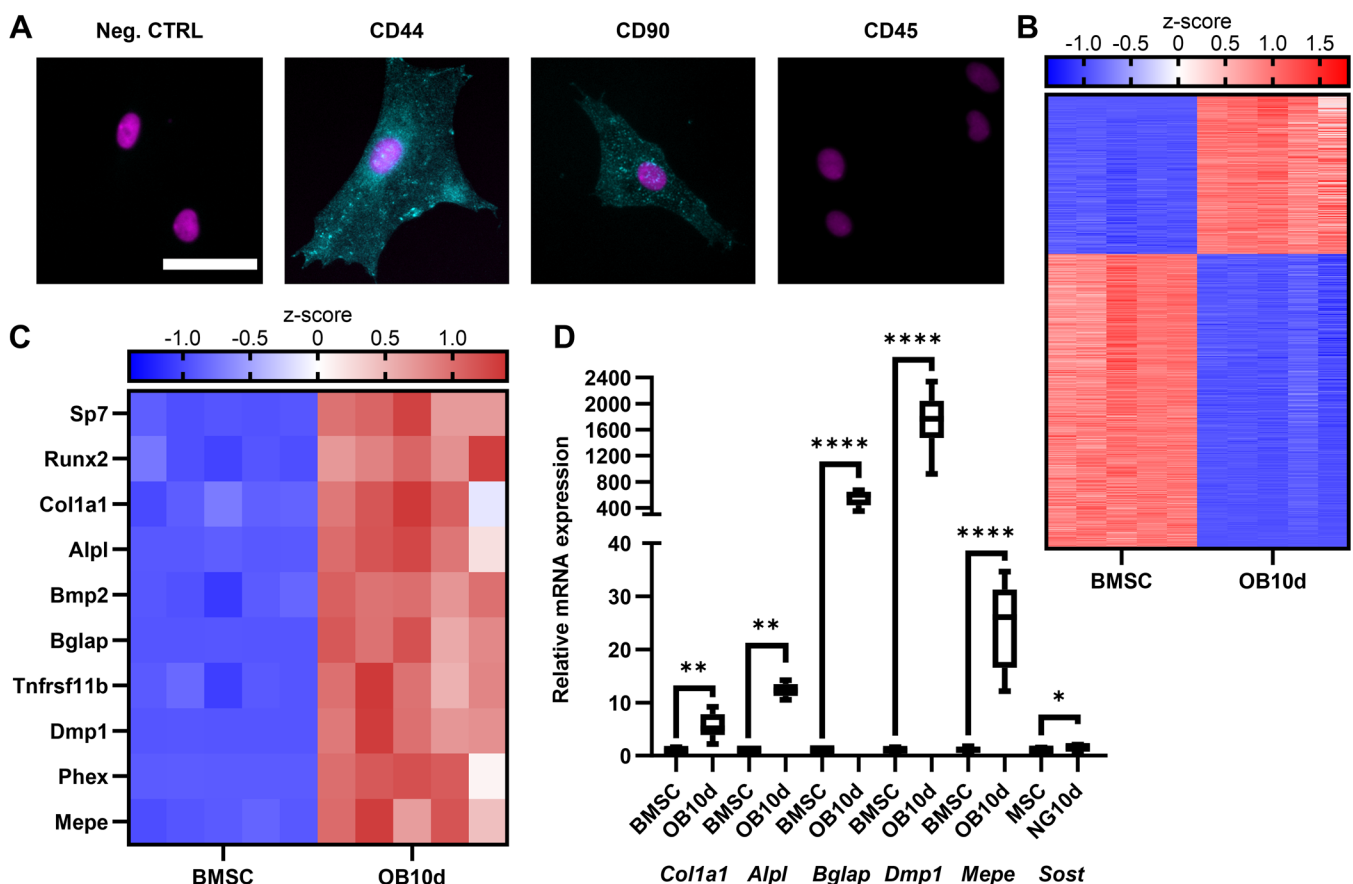 A
Neg. CTRL
CD44
CD90
CD45
B
z-score
-1.0 -0.5 0 0.5 1.0 1.5
BMSC OB10d
C
z-score
-1.0 -0.5 0 0.5 1.0
Sp7
Runx2
Col1a1
Alpl
Bmp2
Bglap
Tnfrsf11b
Dmp1
Phex
Mepe
BMSC OB10d
D
Relative mRNA expression
2400
2000
1600
1200
800
400
40
30
20
10
0
**
**
****
****
****
*
BMSC OB10d BMSC OB10d BMSC OB10d BMSC OB10d BMSC OB10d MSC NG10d
Col1a1 Alpl Bglap Dmp1 Mepe Sost